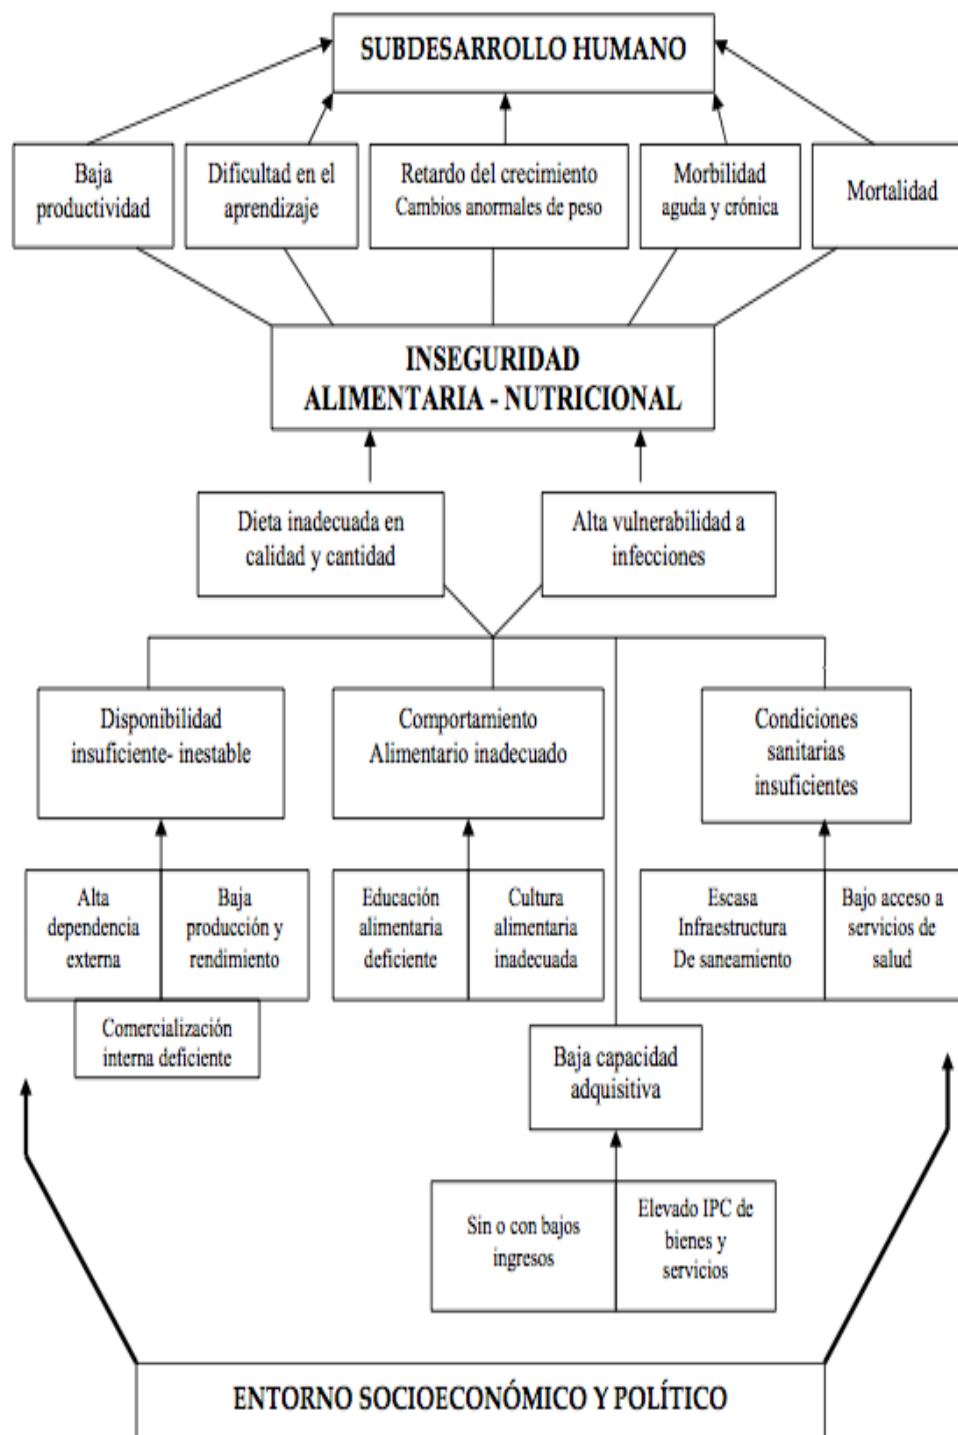 SUBDESARROLLO HUMANO
Baja
productividad
Dificultad en el
aprendizaje
Retardo del crecimiento
Cambios anormales de peso
Morbilidad
aguda y crónica
Mortalidad
INSEGURIDAD
ALIMENTARIA - NUTRICIONAL
Dieta inadecuada en
calidad y cantidad
Alta vulnerabilidad a
infecciones
Disponibilidad
insuficiente- inestable
Comportamiento
Alimentario inadecuado
Condiciones
sanitarias
insuficientes
Alta
dependencia
externa
Baja
producción y
rendimiento
Comercialización
interna deficiente
Educación
alimentaria
deficiente
Cultura
alimentaria
inadecuada
Escasa
Infraestructura
De saneamiento
Bajo acceso a
servicios de
salud
Baja capacidad
adquisitiva
Sin o con bajos
ingresos
Elevado IPC de
bienes y
servicios
ENTORNO SOCIOECONÓMICO Y POLÍTICO